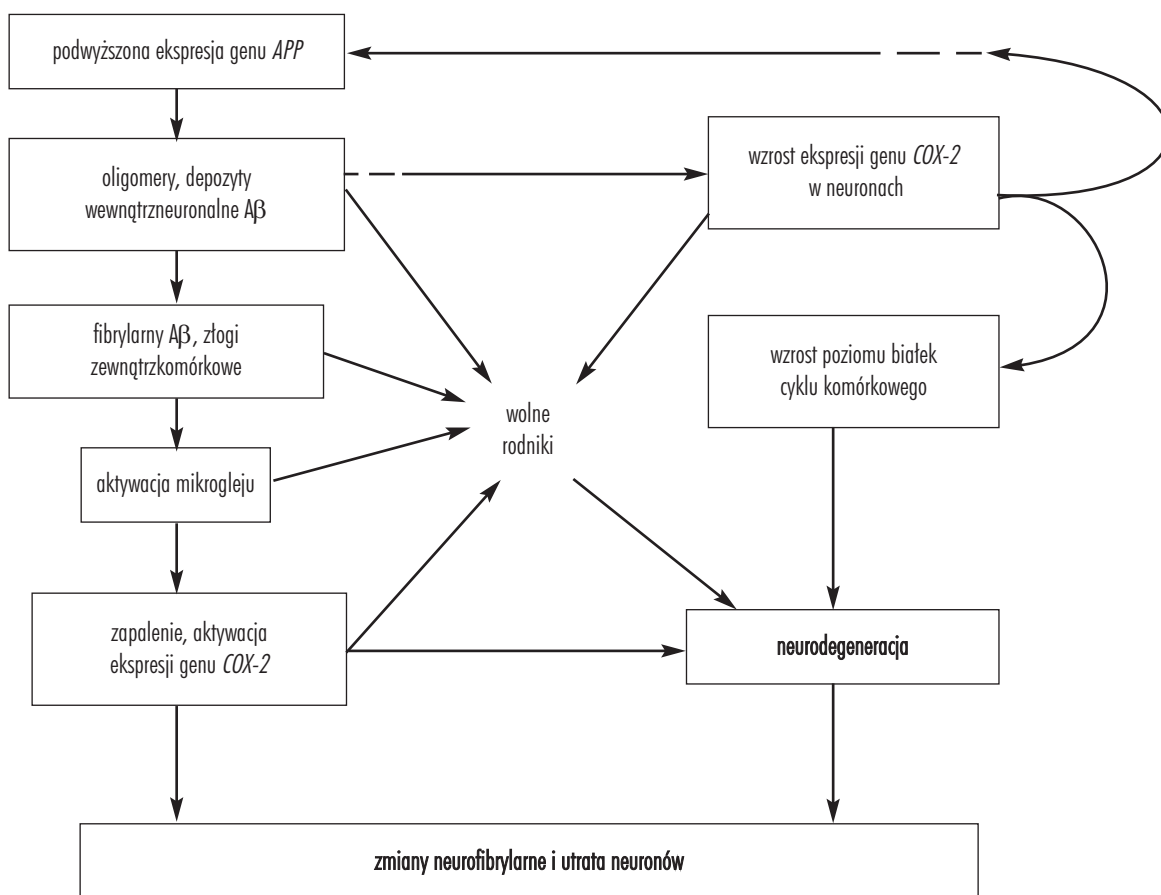 podwyższona ekspresja genu APP
oligomery, depozyty
wewnątrzneuronalne Aβ
wzrost ekspresji genu COX-2
w neuronach
fibrylarny Aβ, złogi
zewnątrzkomórkowe
wzrost poziomu białek
cyklu komórkowego
wolne
rodniki
aktywacja mikrogleju
zapalenie, aktywacja
ekspresji genu COX-2
neurodegeneracja
zmiany neurofibrylarne i utrata neuronów